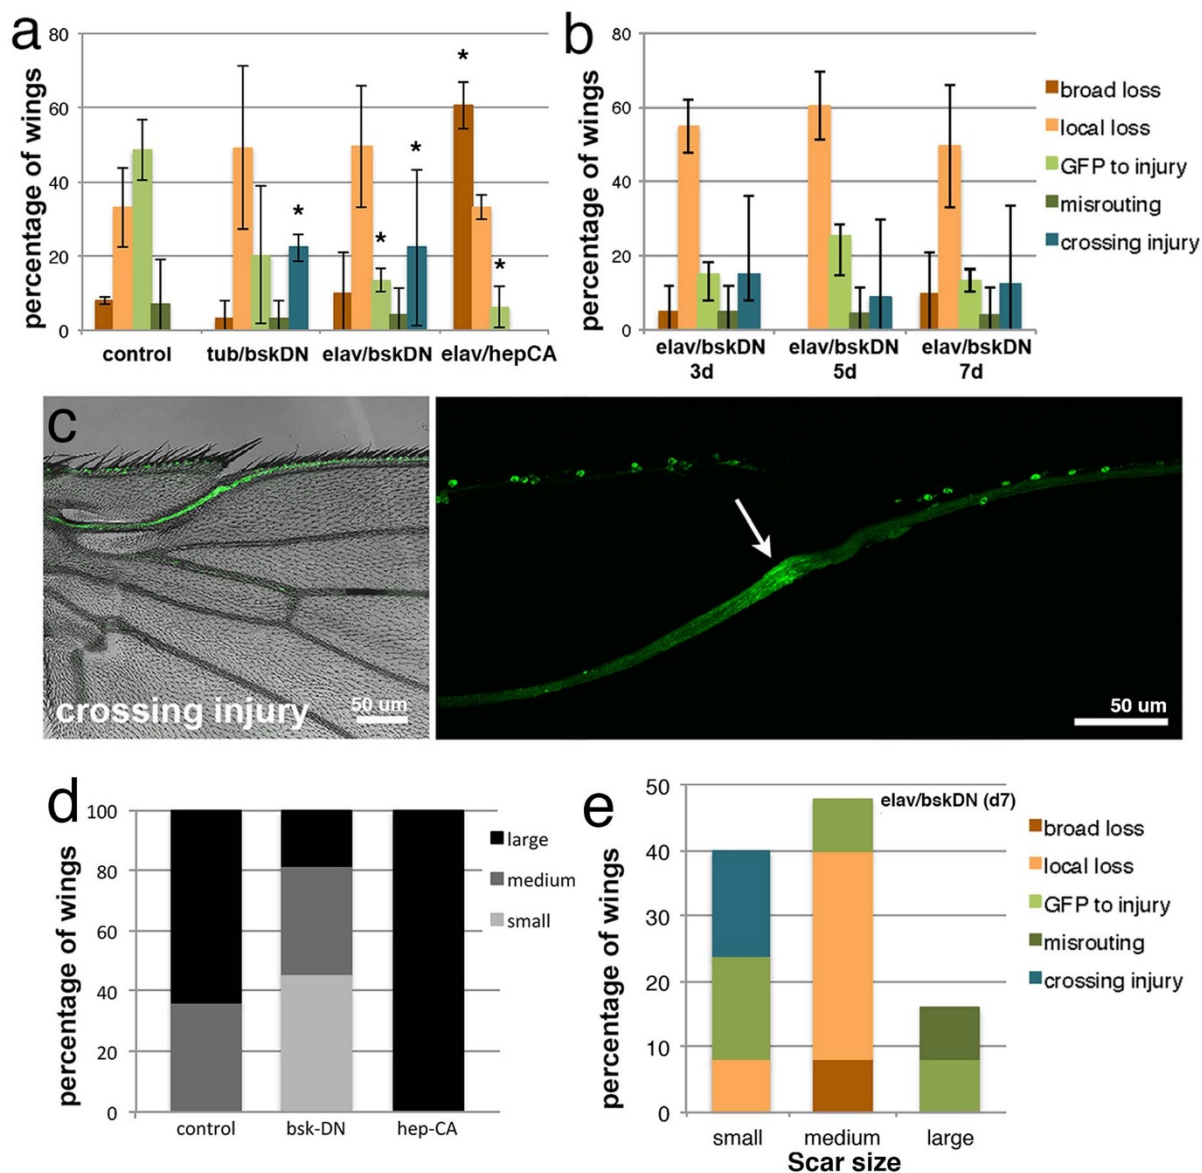 a
percentage of wings
80
60
40
20
0
* * * * * *
control tub/bskDN elav/bskDN elav/hepCA
b
percentage of wings
80
60
40
20
0
elav/bskDN elav/bskDN elav/bskDN
3d 5d 7d
broad loss
local loss
GFP to injury
misrouting
crossing injury
c
crossing injury
50 um
50 um
d
percentage of wings
100
80
60
40
20
0
control bsk-DN hep-CA
large
medium
small
e
percentage of wings
50
40
30
20
10
0
elav/bskDN (d7)
small medium large
Scar size
broad loss
local loss
GFP to injury
misrouting
crossing injury